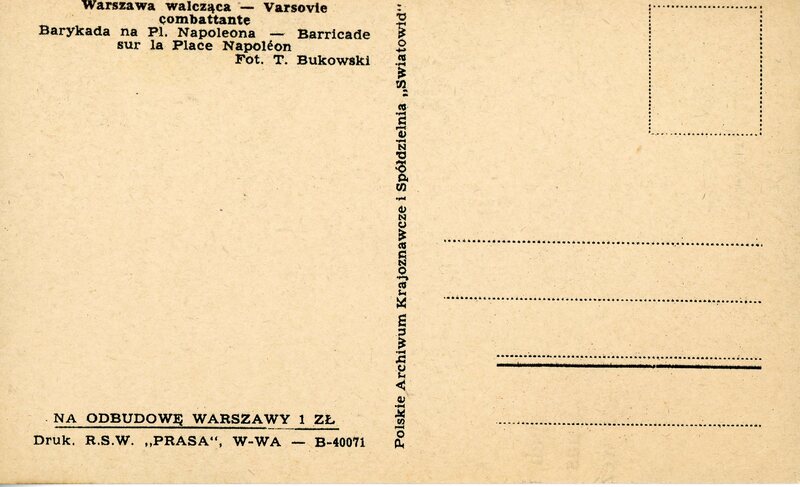 Warszawa walcząca — Varsovie
combattante
Barykada na Pl. Napoleona — Barricade
sur la Place Napoléon
Fot. T. Bukowski
Polskie Archiwum Krajoznawcze i Spółdzielnia „Swiatowid"
NA ODBUDOWĘ WARSZAWY 1 ZŁ
Druk. R.S.W. „PRASA", W-WA — B-40071